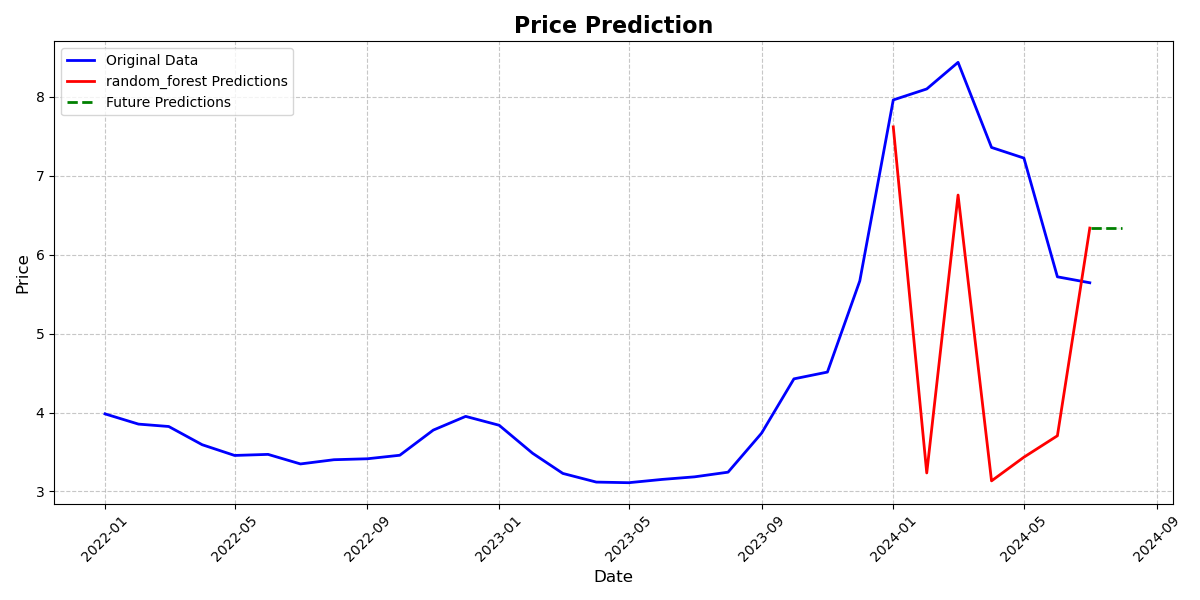 Price Prediction
Original Data
random_forest Predictions
Future Predictions
Price
8
7
6
5
4
3
2022-01
2022-05
2022-09
2023-01
2023-05
2023-09
2024-01
2024-05
2024-09
Date